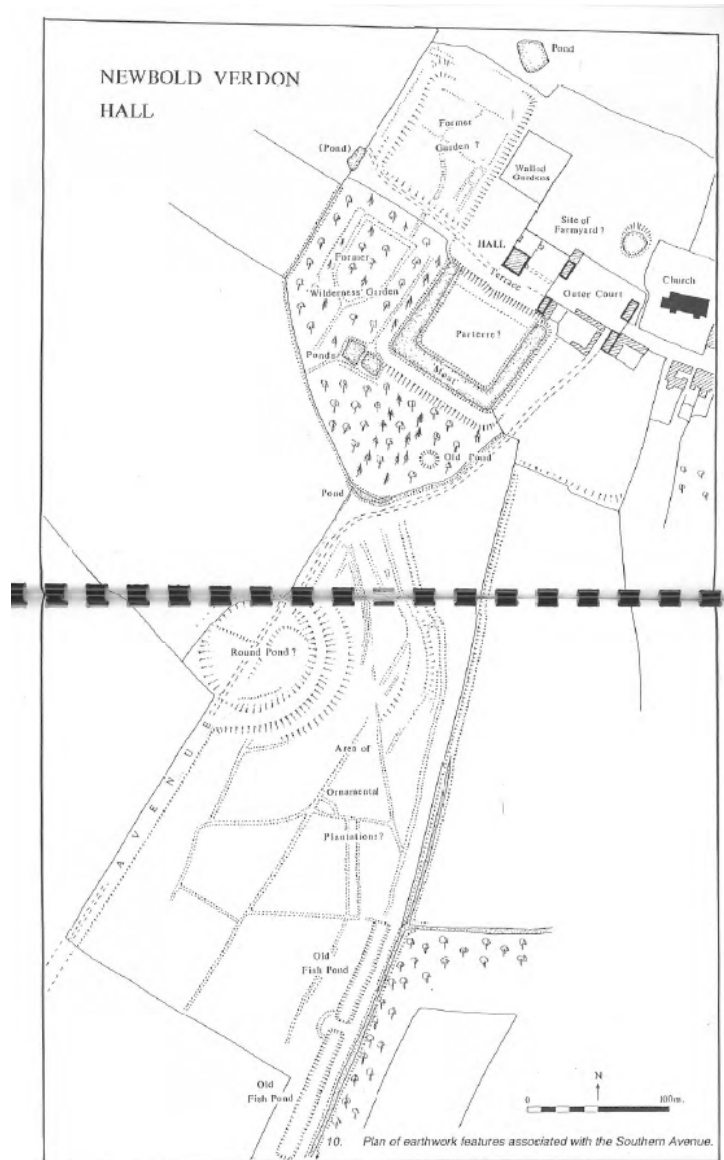 NEWBOLD VERDON
HALL
Pond
Former
Garden ?
(Pond)
Walled
Gardens
Site of
Farmyard ?
HALL
Terrace
Church
Outer Court
Former
'Wilderness' Garden
Parterre ?
Ponds
Moat
Old Pond
Pond
Round Pond ?
AVENUE
Area of
Ornamental
Plantations ?
Old
Fish Pond
Old
Fish Pond
N
0 100m.
10. Plan of earthwork features associated with the Southern Avenue.